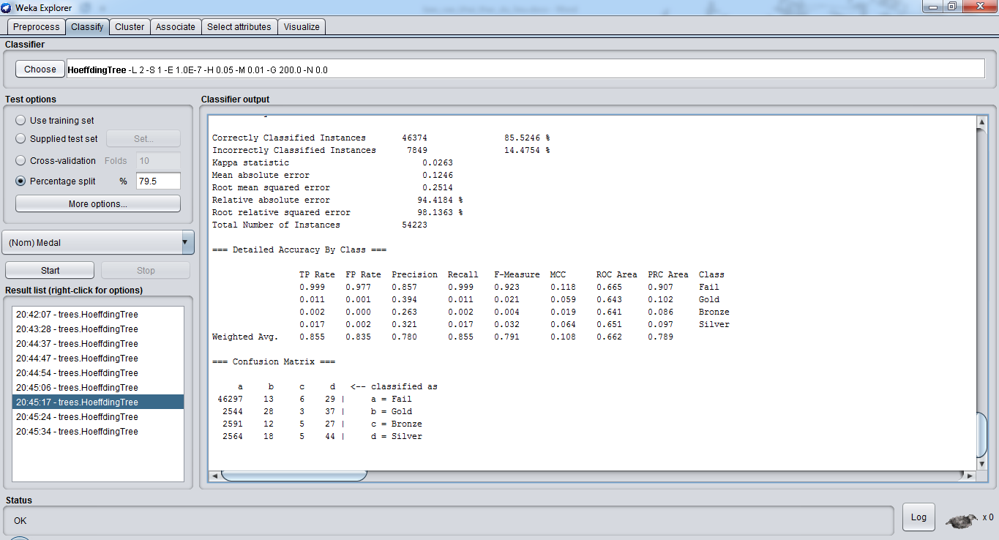 Weka Explorer
Preprocess Classify Cluster Associate Select attributes Visualize
Classifier
Choose HoeffdingTree -L 2 -S 1 -E 1.0E-7 -H 0.05 -M 0.01 -G 200.0 -N 0.0
Test options
Use training set
Supplied test set Set...
Cross-validation Folds 10
Percentage split % 79.5
More options...
(Nom) Medal
Start Stop
Result list (right-click for options)
20:42:07 - trees.HoeffdingTree
20:43:28 - trees.HoeffdingTree
20:44:37 - trees.HoeffdingTree
20:44:47 - trees.HoeffdingTree
20:44:54 - trees.HoeffdingTree
20:45:06 - trees.HoeffdingTree
20:45:17 - trees.HoeffdingTree
20:45:24 - trees.HoeffdingTree
20:45:34 - trees.HoeffdingTree
Classifier output
Correctly Classified Instances 46374 85.5246 %
Incorrectly Classified Instances 7849 14.4754 %
Kappa statistic 0.0263
Mean absolute error 0.1246
Root mean squared error 0.2514
Relative absolute error 94.4184 %
Root relative squared error 98.1363 %
Total Number of Instances 54223
=== Detailed Accuracy By Class ===
TP Rate FP Rate Precision Recall F-Measure MCC ROC Area PRC Area Class
0.999 0.977 0.857 0.999 0.923 0.118 0.665 0.907 Fail
0.011 0.001 0.394 0.011 0.021 0.059 0.643 0.102 Gold
0.002 0.000 0.263 0.002 0.004 0.019 0.641 0.086 Bronze
0.017 0.002 0.321 0.017 0.032 0.064 0.651 0.097 Silver
Weighted Avg. 0.855 0.835 0.780 0.855 0.791 0.108 0.662 0.789
=== Confusion Matrix ===
a b c d <-- classified as
46297 13 6 29 | a = Fail
2544 28 3 37 | b = Gold
2591 12 5 27 | c = Bronze
2564 18 5 44 | d = Silver
Status
OK
Log x 0